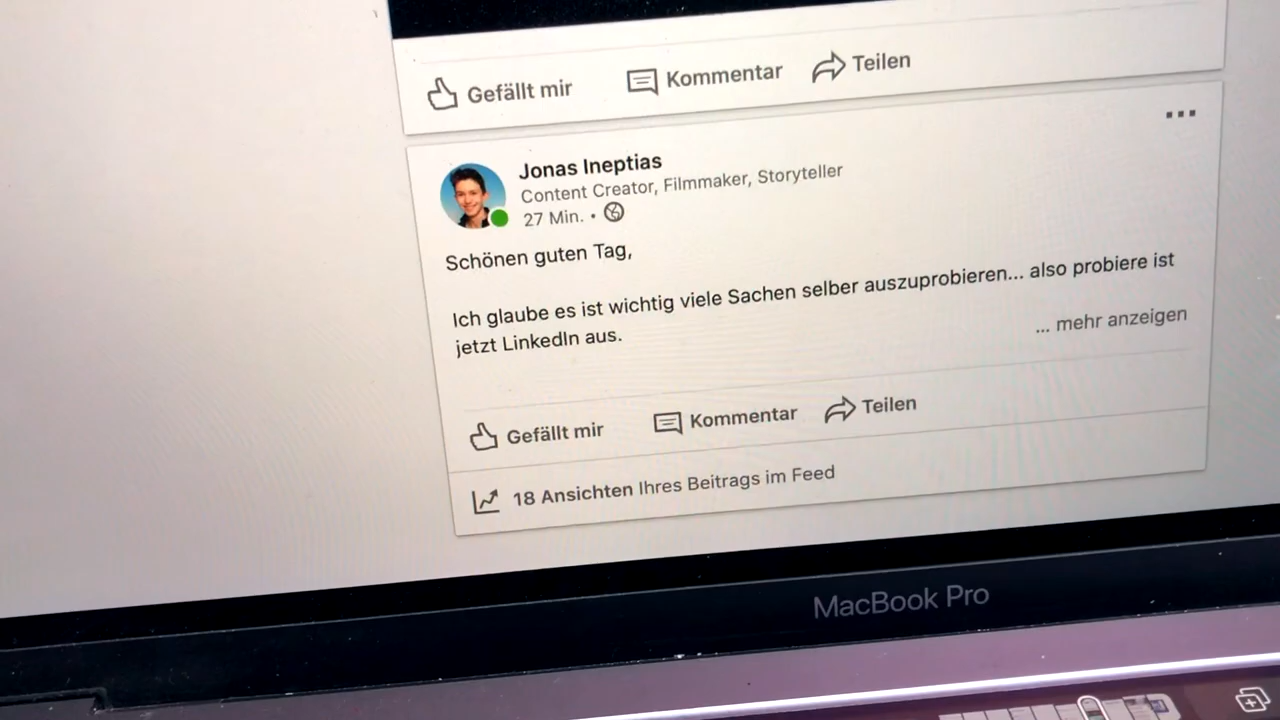 Gefällt mir Kommentar Teilen
Jonas Ineptias
Content Creator, Filmmaker, Storyteller
27 Min. •
Schönen guten Tag,
Ich glaube es ist wichtig viele Sachen selber auszuprobieren... also probiere ist
jetzt LinkedIn aus.
... mehr anzeigen
Gefällt mir Kommentar Teilen
18 Ansichten Ihres Beitrags im Feed
MacBook Pro